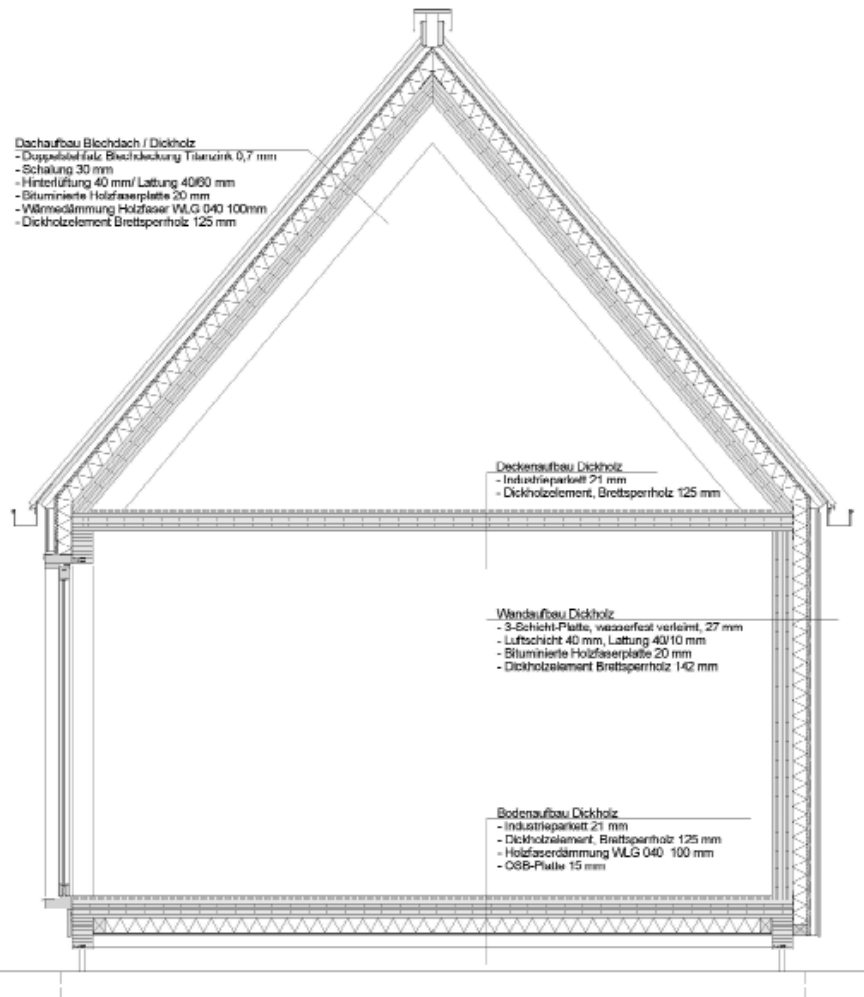 Dachaufbau Blechdach / Dickholz
- Doppelstehfalz Blechdeckung Titanzink 0,7 mm
- Schalung 30 mm
- Hinterlüftung 40 mm/ Lattung 40/60 mm
- Bituminierte Holzfaserplatte 20 mm
- Wärmedämmung Holzfaser WLG 040 100mm
- Dickholzelement Brettsperrholz 125 mm
Deckenaufbau Dickholz
- Industrieparkett 21 mm
- Dickholzelement, Brettsperrholz 125 mm
Wandaufbau Dickholz
- 3-Schicht-Platte, wasserfest verleimt, 27 mm
- Luftschicht 40 mm, Lattung 40/10 mm
- Bituminierte Holzfaserplatte 20 mm
- Dickholzelement Brettsperrholz 142 mm
Bodenaufbau Dickholz
- Industrieparkett 21 mm
- Dickholzelement, Brettsperrholz 125 mm
- Holzfaserdämmung WLG 040 100 mm
- OSB-Platte 15 mm